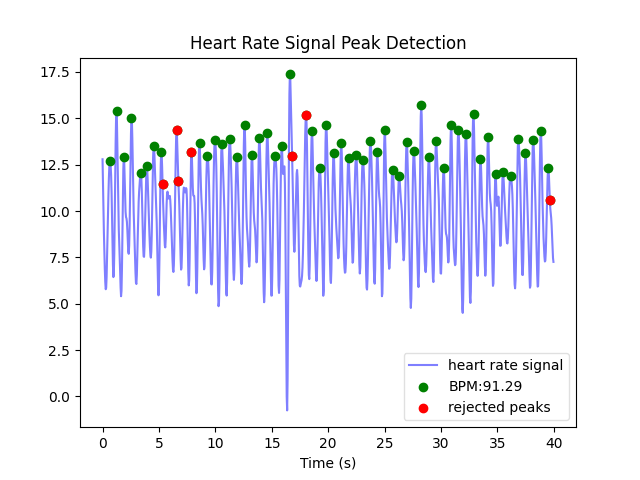 Heart Rate Signal Peak Detection
17.5
15.0
12.5
10.0
7.5
5.0
2.5
0.0
heart rate signal
BPM:91.29
rejected peaks
0 5 10 15 20 25 30 35 40
Time (s)